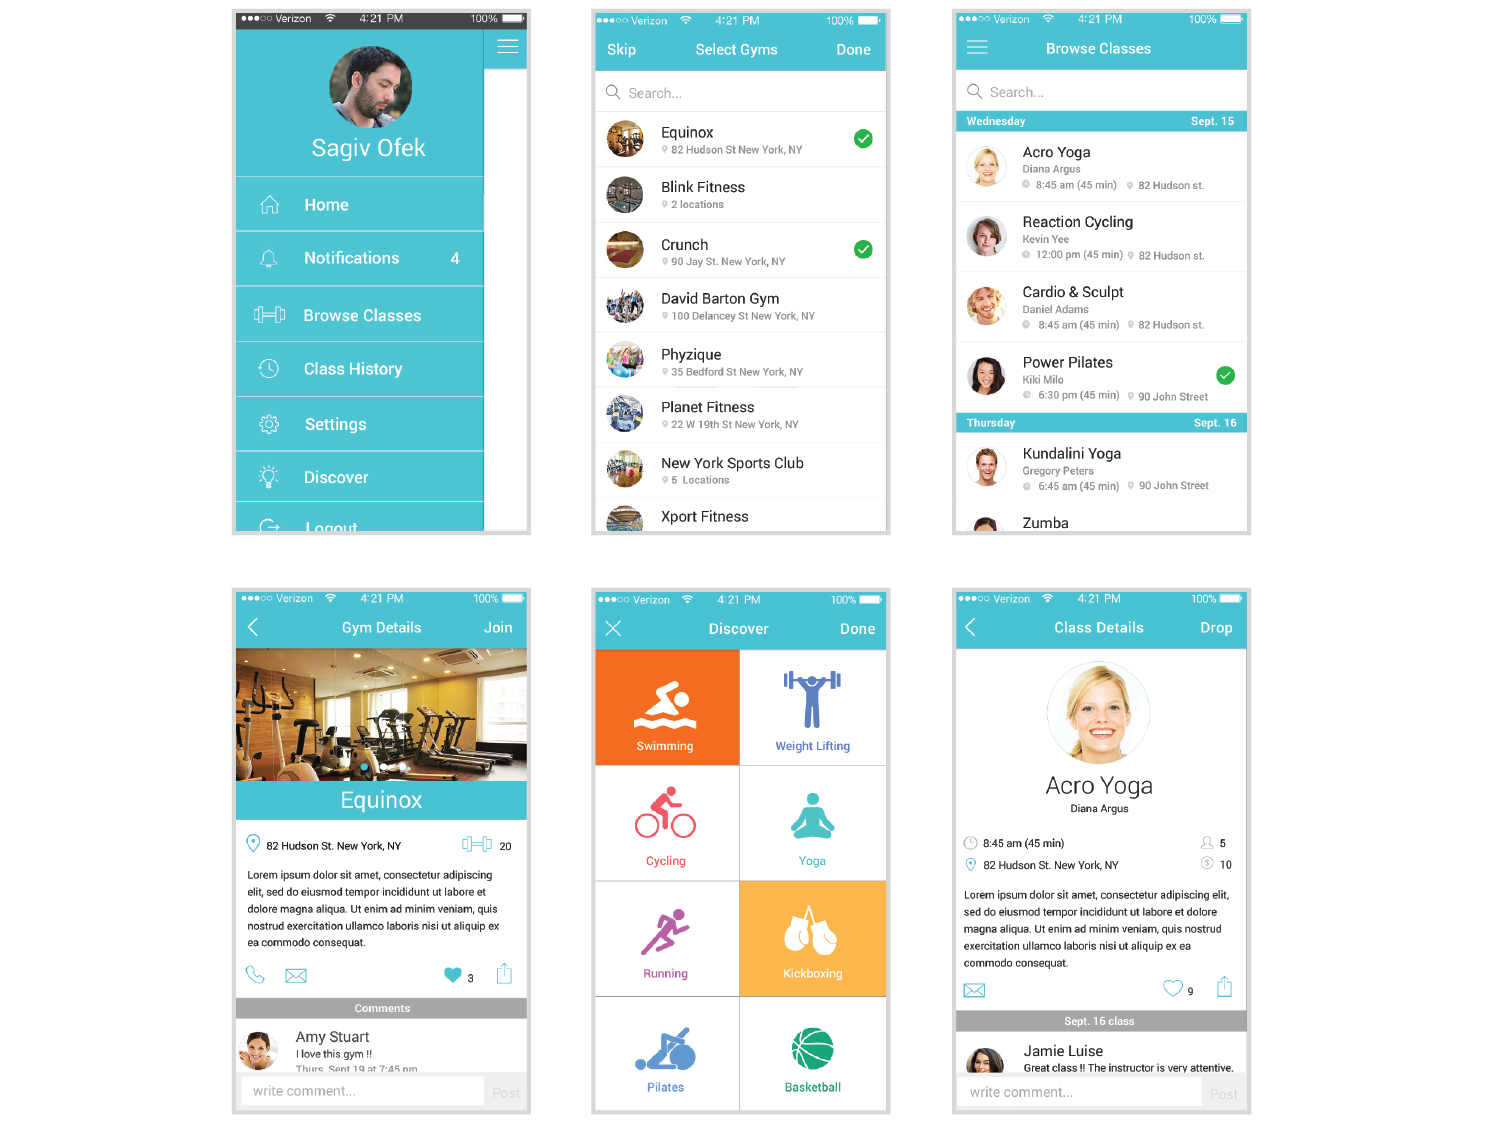 Verizon 4:21 PM 100%
Sagiv Ofek
Home
Notifications 4
Browse Classes
Class History
Settings
Discover
Logout
Verizon 4:21 PM 100%
Skip Select Gyms Done
Search...
Equinox
82 Hudson St New York, NY
Blink Fitness
2 locations
Crunch
90 Jay St. New York, NY
David Barton Gym
100 Delancey St New York, NY
Phyzique
35 Bedford St New York, NY
Planet Fitness
22 W 19th St New York, NY
New York Sports Club
5 Locations
Xport Fitness
Verizon 4:21 PM 100%
Browse Classes
Search...
Wednesday Sept. 15
Acro Yoga
Diana Argus
8:45 am (45 min) 82 Hudson st.
Reaction Cycling
Kevin Yee
12:00 pm (45 min) 82 Hudson st.
Cardio & Sculpt
Daniel Adams
8:45 am (45 min) 82 Hudson st.
Power Pilates
Kiki Milo
6:30 pm (45 min) 90 John Street
Thursday Sept. 16
Kundalini Yoga
Gregory Peters
6:45 am (45 min) 90 John Street
Zumba
Verizon 4:21 PM 100%
Gym Details Join
Equinox
82 Hudson St. New York, NY 20
Lorem ipsum dolor sit amet, consectetur adipiscing
elit, sed do eiusmod tempor incididunt ut labore et
dolore magna aliqua. Ut enim ad minim veniam, quis
nostrud exercitation ullamco laboris nisi ut aliquip ex
ea commodo consequat.
3
Comments
Amy Stuart
I love this gym !!
Thurs. Sept 19 at 7:45 pm
write comment... Post
Verizon 4:21 PM 100%
Discover Done
Swimming Weight Lifting
Cycling Yoga
Running Kickboxing
Pilates Basketball
Verizon 4:21 PM 100%
Class Details Drop
Acro Yoga
Diana Argus
8:45 am (45 min) 5
82 Hudson St. New York, NY 10
Lorem ipsum dolor sit amet, consectetur adipiscing elit,
sed do eiusmod tempor incididunt ut labore et dolore
magna aliqua. Ut enim ad minim veniam, quis nostrud
exercitation ullamco laboris nisi ut aliquip ex ea
commodo consequat.
9
Sept. 16 class
Jamie Luise
Great class !! The instructor is very attentive.
write comment... Post